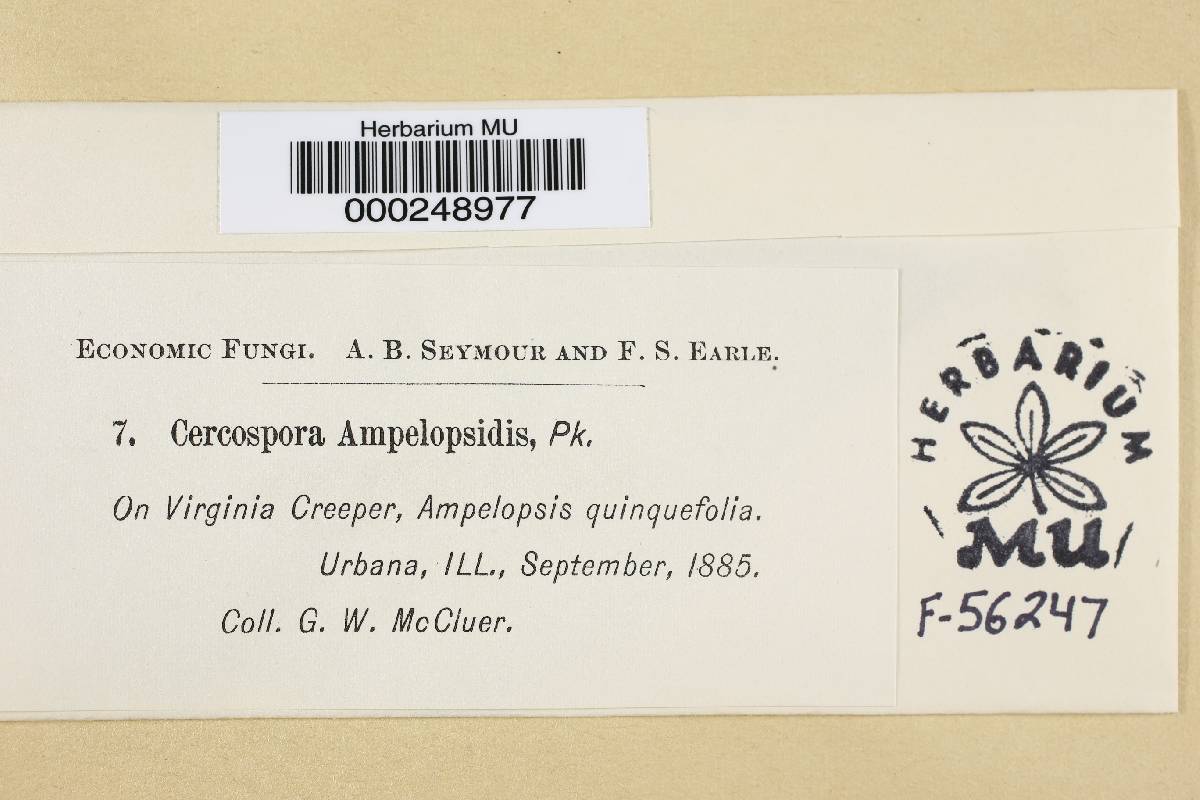 Herbarium MU
000248977
ECONOMIC FUNGI. A. B. SEYMOUR AND F. S. EARLE.
7. Cercospora Ampelopsidis, Pk.
On Virginia Creeper, Ampelopsis quinquefolia.
Urbana, ILL., September, 1885.
Coll. G. W. McCluer.
HERBARIUM
MU
F-56247